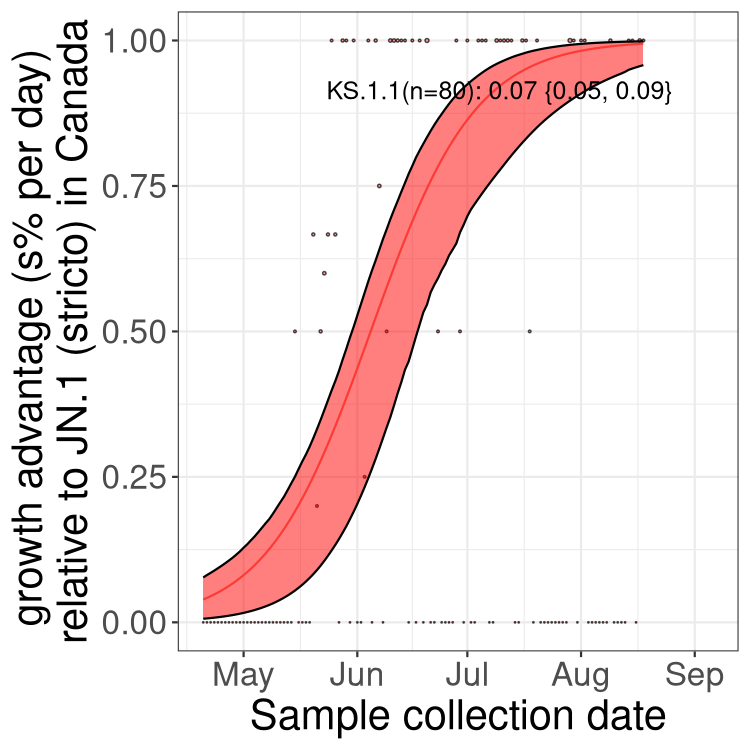 growth advantage (s% per day)
relative to JN.1 (stricto) in Canada
1.00
0.75
0.50
0.25
0.00
KS.1.1(n=80): 0.07 {0.05, 0.09}
May Jun Jul Aug Sep
Sample collection date